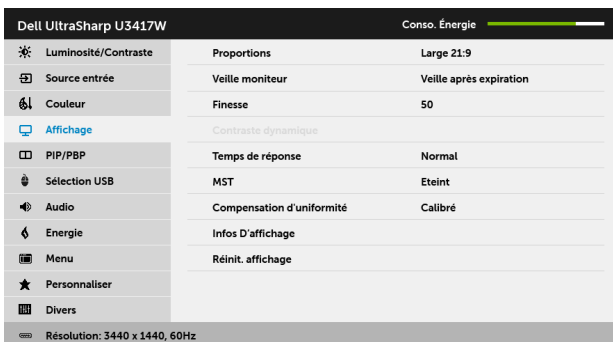 Dell UltraSharp U3417W Conso. Énergie
Luminosité/Contraste Proportions Large 21:9
Source entrée Veille moniteur Veille après expiration
Couleur Finesse 50
Affichage Contraste dynamique
PIP/PBP Temps de réponse Normal
Sélection USB MST Eteint
Audio Compensation d'uniformité Calibré
Energie Infos D'affichage
Menu Réinit. affichage
Personnaliser
Divers
Résolution: 3440 x 1440, 60Hz